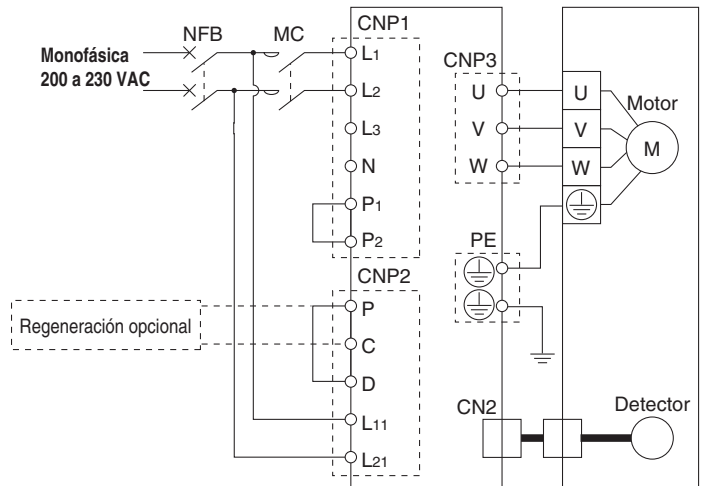 NFB
MC
CNP1
Monofásica
200 a 230 VAC
L1
L2
L3
N
P1
P2
CNP3
U
V
W
U
V
W
Motor
M
PE
CNP2
Regeneración opcional
P
C
D
L11
L21
CN2
Detector